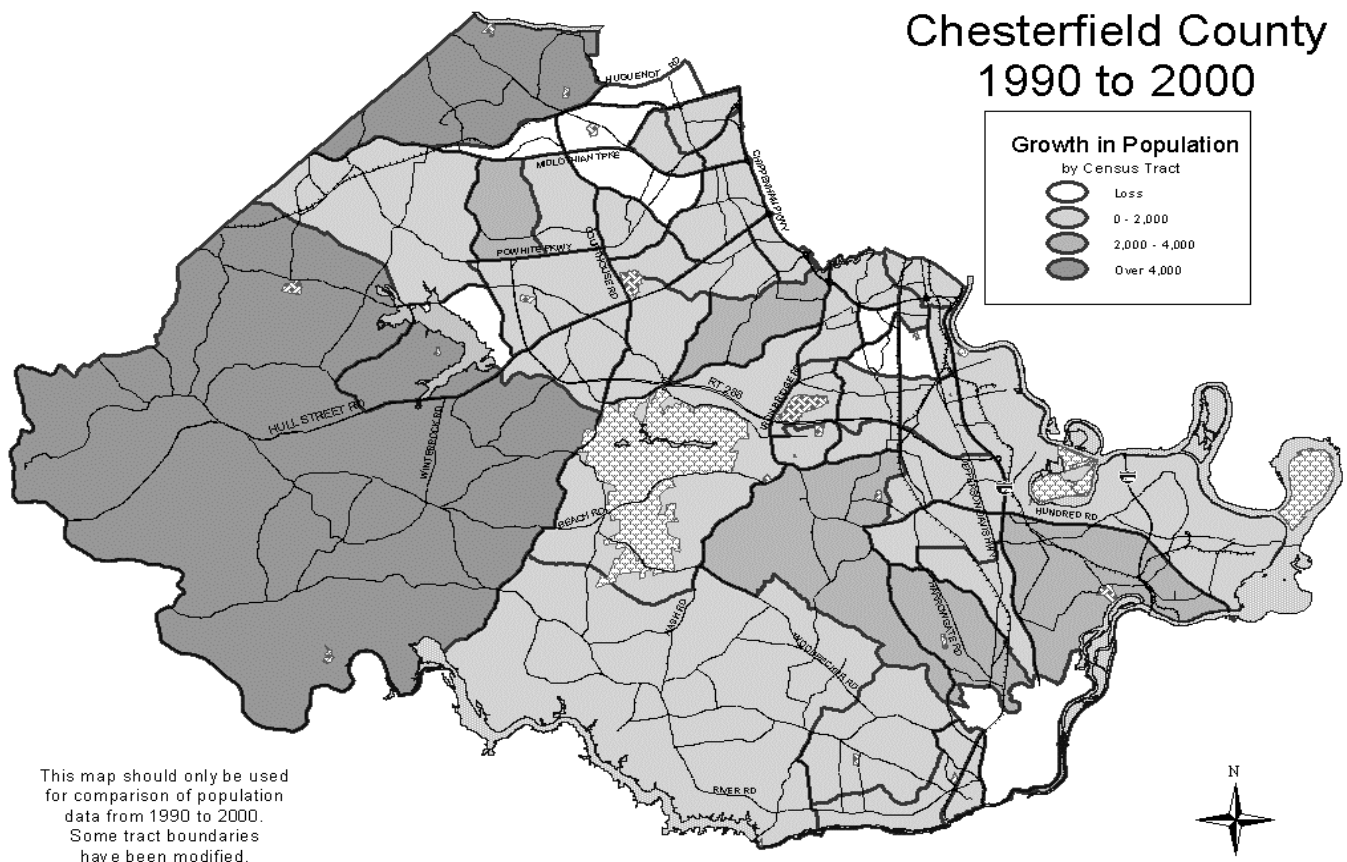 Chesterfield County
1990 to 2000
Growth in Population
by Census Tract
Loss
0 - 2,000
2,000 - 4,000
Over 4,000
HUGUENOT RD
MIDLOTHIAN TPKE
CHIPPENHAM PKWY
POWHITE PKWY
COURTHOUSE RD
RT 288
IRONBRIDGE RD
HULL STREET RD
WINTERPOCK RD
BEACH RD
JEFFERSON DAVIS HWY
HUNDRED RD
NASH RD
HARROWGATE RD
WOODPECKER RD
RIVER RD
N
This map should only be used
for comparison of population
data from 1990 to 2000.
Some tract boundaries
have been modified.